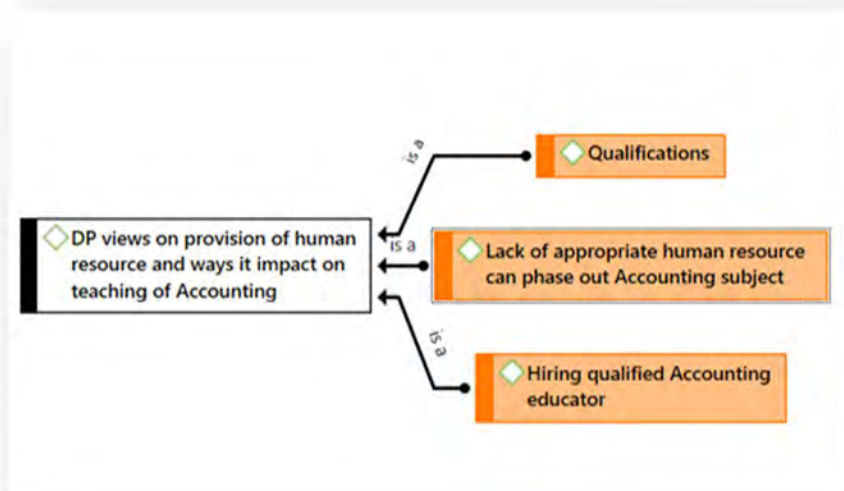 is a
Qualifications
DP views on provision of human
resource and ways it impact on
teaching of Accounting
is a
Lack of appropriate human resource
can phase out Accounting subject
is a
Hiring qualified Accounting
educator